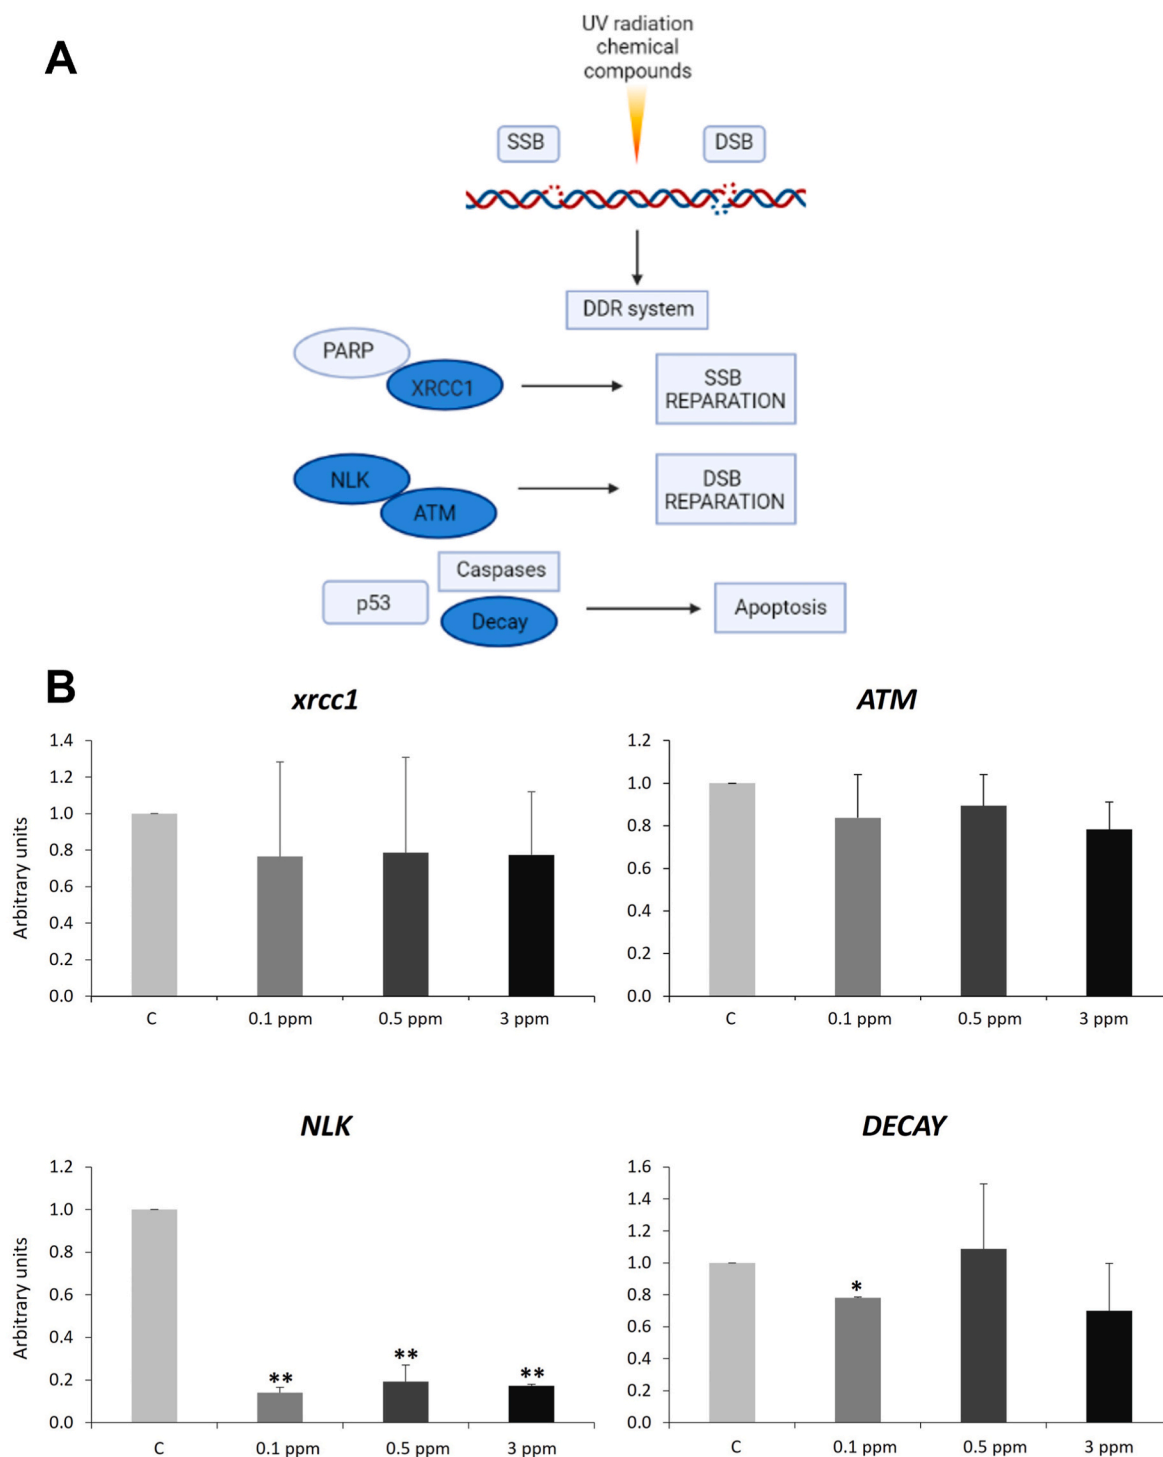 A
UV radiation
chemical
compounds
SSB
DSB
DDR system
PARP
XRCC1
SSB
REPARATION
NLK
ATM
DSB
REPARATION
Caspases
p53
Decay
Apoptosis
B
xrcc1
1.4
1.2
1.0
0.8
0.6
0.4
0.2
0.0
Arbitrary units
C
0.1 ppm
0.5 ppm
3 ppm
ATM
1.2
1.0
0.8
0.6
0.4
0.2
0.0
C
0.1 ppm
0.5 ppm
3 ppm
NLK
1.2
1.0
0.8
0.6
0.4
0.2
0.0
Arbitrary units
**
**
**
C
0.1 ppm
0.5 ppm
3 ppm
DECAY
1.6
1.4
1.2
1.0
0.8
0.6
0.4
0.2
0.0
*
C
0.1 ppm
0.5 ppm
3 ppm